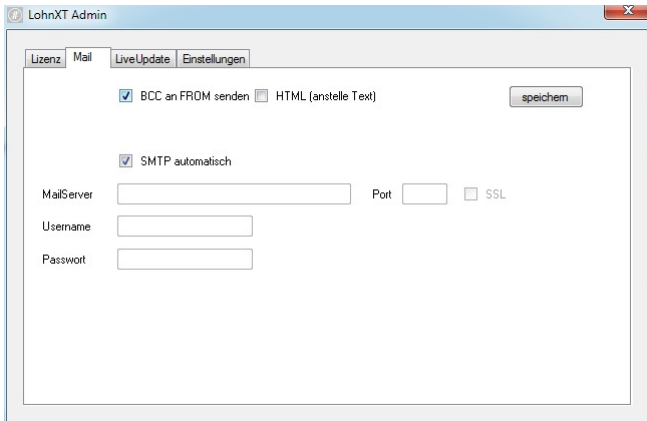 LohnXT Admin
Lizenz Mail LiveUpdate Einstellungen
BCC an FROM senden HTML (anstelle Text) speichern
SMTP automatisch
MailServer Port SSL
Username
Passwort